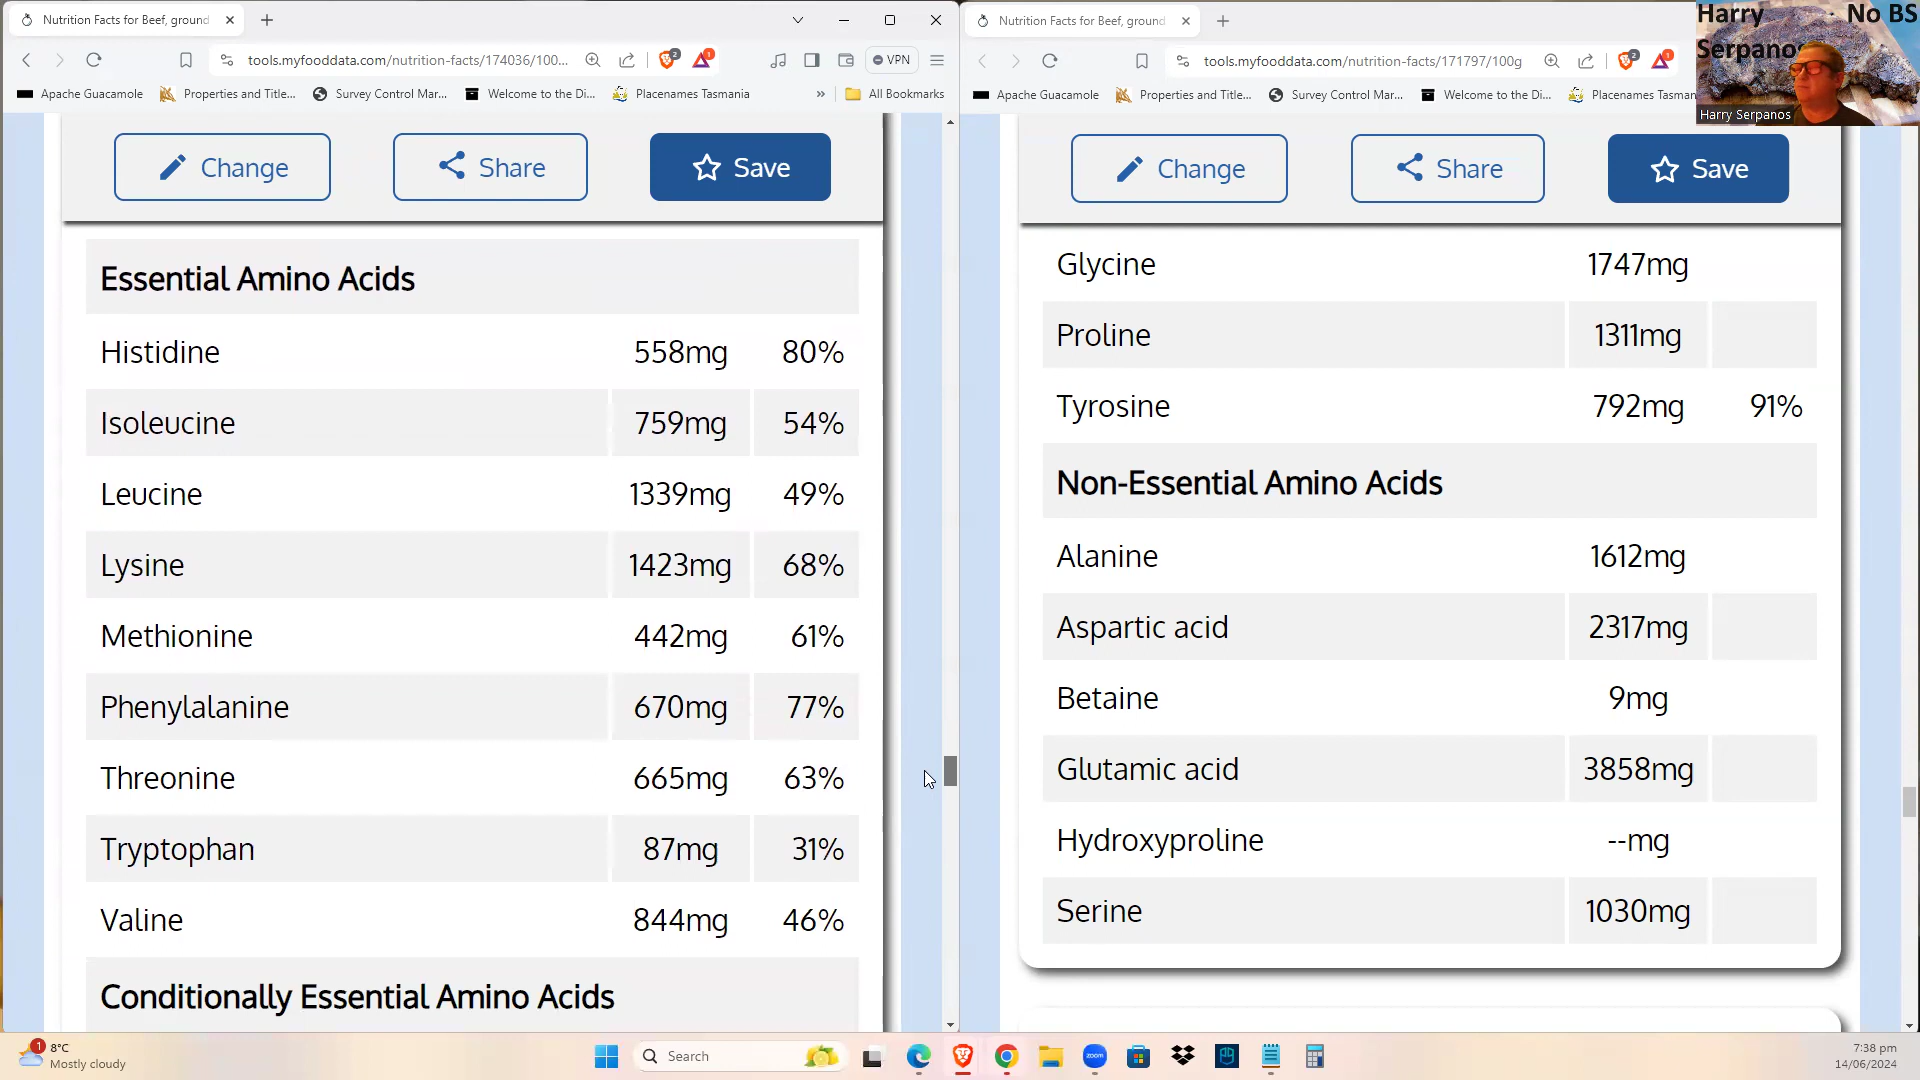 Nutrition Facts for Beef, ground
tools.myfooddata.com/nutrition-facts/174036/100...
2
1
VPN
Apache Guacamole
Properties and Title...
Survey Control Mar...
Welcome to the Di...
Placenames Tasmania
»
All Bookmarks
Change
Share
Save
Essential Amino Acids
Histidine 558mg 80%
Isoleucine 759mg 54%
Leucine 1339mg 49%
Lysine 1423mg 68%
Methionine 442mg 61%
Phenylalanine 670mg 77%
Threonine 665mg 63%
Tryptophan 87mg 31%
Valine 844mg 46%
Conditionally Essential Amino Acids
Nutrition Facts for Beef, ground
tools.myfooddata.com/nutrition-facts/171797/100g
2
1
Apache Guacamole
Properties and Title...
Survey Control Mar...
Welcome to the Di...
Placenames Tasman
Harry No BS
Serpanos
Harry Serpanos
Change
Share
Save
Glycine 1747mg
Proline 1311mg
Tyrosine 792mg 91%
Non-Essential Amino Acids
Alanine 1612mg
Aspartic acid 2317mg
Betaine 9mg
Glutamic acid 3858mg
Hydroxyproline --mg
Serine 1030mg
1
8°C
Mostly cloudy
Search
zoom
7:38 pm
14/06/2024